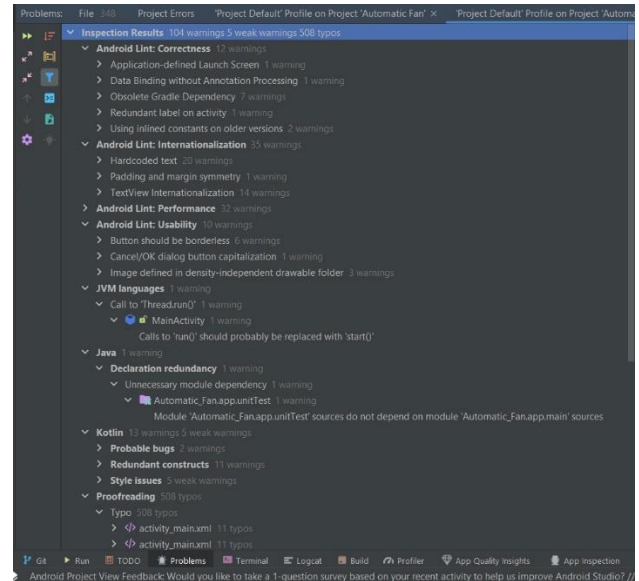 Problems: File 348 Project Errors 'Project Default' Profile on Project 'Automatic Fan' × 'Project Default' Profile on Project 'Automa
Inspection Results 104 warnings 5 weak warnings 508 typos
Android Lint: Correctness 12 warnings
Application-defined Launch Screen 1 warning
Data Binding without Annotation Processing 1 warning
Obsolete Gradle Dependency 7 warnings
Redundant label on activity 1 warning
Using inlined constants on older versions 2 warnings
Android Lint: Internationalization 35 warnings
Hardcoded text 20 warnings
Padding and margin symmetry 1 warning
TextView Internationalization 14 warnings
Android Lint: Performance 32 warnings
Android Lint: Usability 10 warnings
Button should be borderless 6 warnings
Cancel/OK dialog button capitalization 1 warning
Image defined in density-independent drawable folder 3 warnings
JVM languages 1 warning
Call to 'Thread.run()' 1 warning
MainActivity 1 warning
Calls to 'run()' should probably be replaced with 'start()'
Java 1 warning
Declaration redundancy 1 warning
Unnecessary module dependency 1 warning
Automatic_Fan.app.unitTest 1 warning
Module 'Automatic_Fan.app.unitTest' sources do not depend on module 'Automatic_Fan.app.main' sources
Kotlin 13 warnings 5 weak warnings
Probable bugs 2 warnings
Redundant constructs 11 warnings
Style issues 5 weak warnings
Proofreading 508 typos
Typo 508 typos
activity_main.xml 11 typos
activity_main.xml 11 typos
Git Run TODO Problems Terminal Logcat Build Profiler App Quality Insights App Inspection
Android Project View Feedback: Would you like to take a 1-question survey based on your recent activity to help us improve Android Studio? //